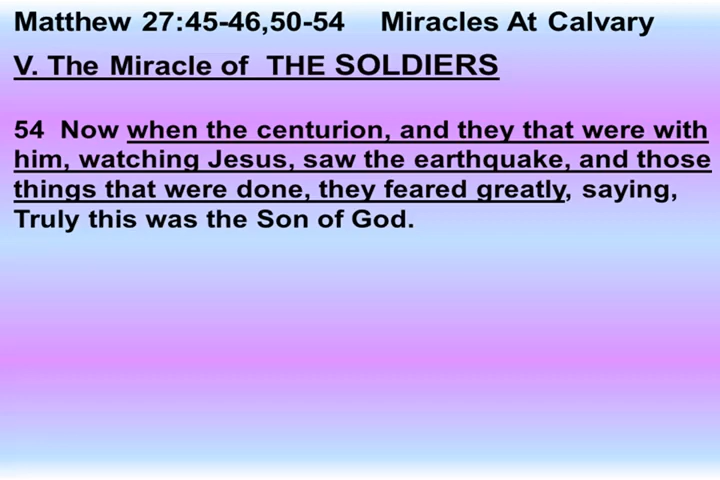 Matthew 27:45-46,50-54 Miracles At Calvary
V. The Miracle of THE SOLDIERS
54 Now when the centurion, and they that were with
him, watching Jesus, saw the earthquake, and those
things that were done, they feared greatly, saying,
Truly this was the Son of God.